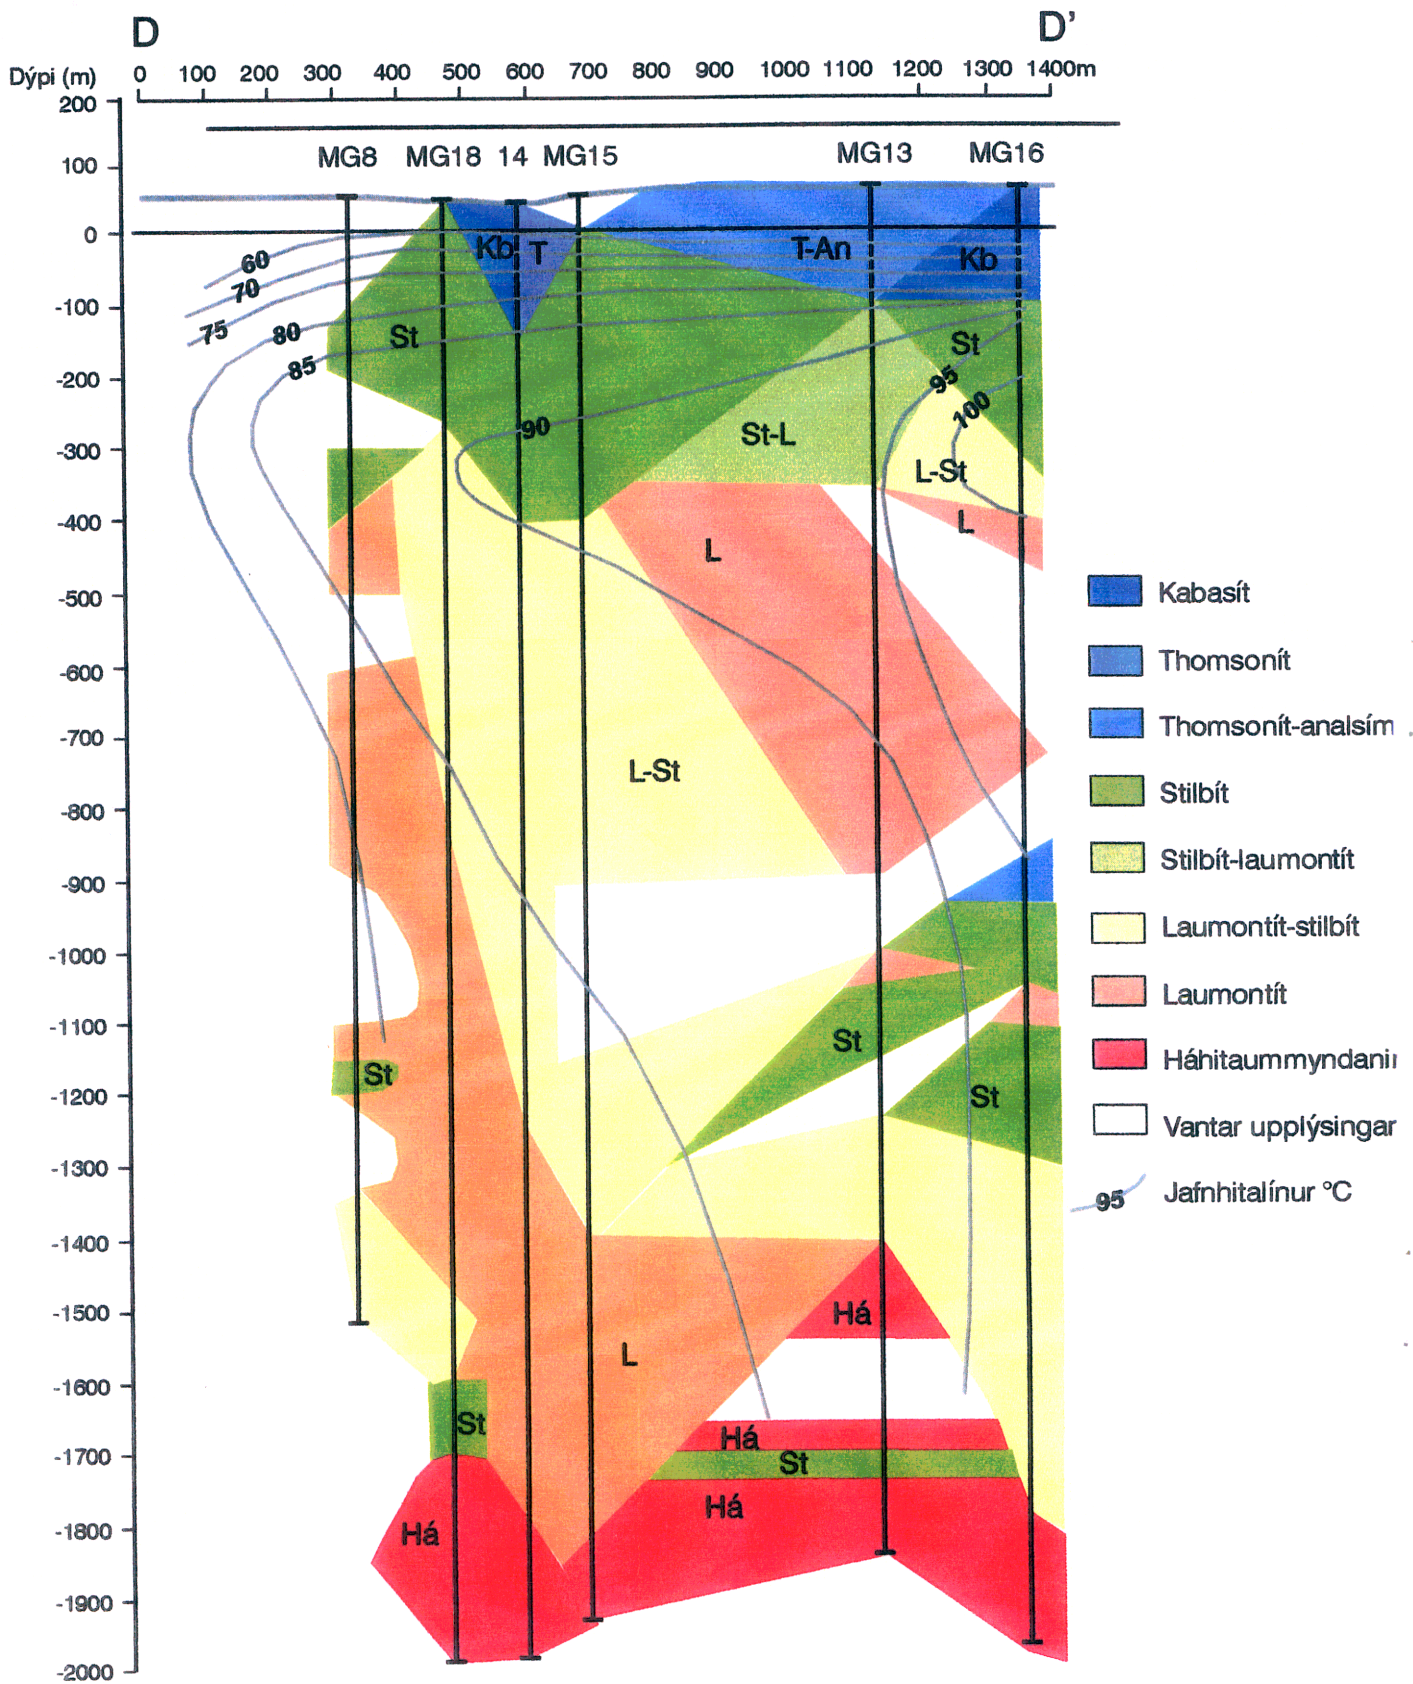 D D’
Dýpi (m) 0 100 200 300 400 500 600 700 800 900 1000 1100 1200 1300 1400m
200
MG8 MG18 14 MG15 MG13 MG16
100
0
-100
-200
-300
-400
-500
-600
-700
-800
-900
-1000
-1100
-1200
-1300
-1400
-1500
-1600
-1700
-1800
-1900
-2000
Kb T T-An Kb
60
70
75
80
85
St
St
95
100
90
St-L
L-St
L
L
L-St
St
St
St
Há
L
St
Há
St
Há
Há
Kabasít
Thomsonít
Thomsonít-analsím
Stilbít
Stilbít-laumontít
Laumontít-stilbít
Laumontít
Háhitaummyndani
Vantar upplýsingar
95 Jafnhitalínur °C